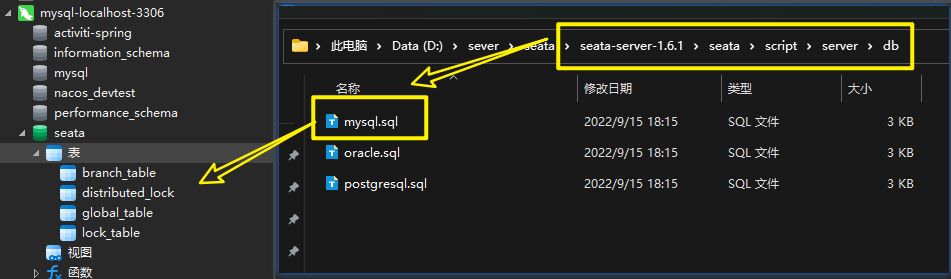 mysql-localhost-3306
activiti-spring
information_schema
mysql
nacos_devtest
performance_schema
seata
表
branch_table
distributed_lock
global_table
lock_table
视图
函数
此电脑 › Data (D:) › sever › seata › seata-server-1.6.1 › seata › script › server › db
名称 修改日期 类型 大小
mysql.sql 2022/9/15 18:15 SQL 文件 3 KB
oracle.sql 2022/9/15 18:15 SQL 文件 3 KB
postgresql.sql 2022/9/15 18:15 SQL 文件 3 KB